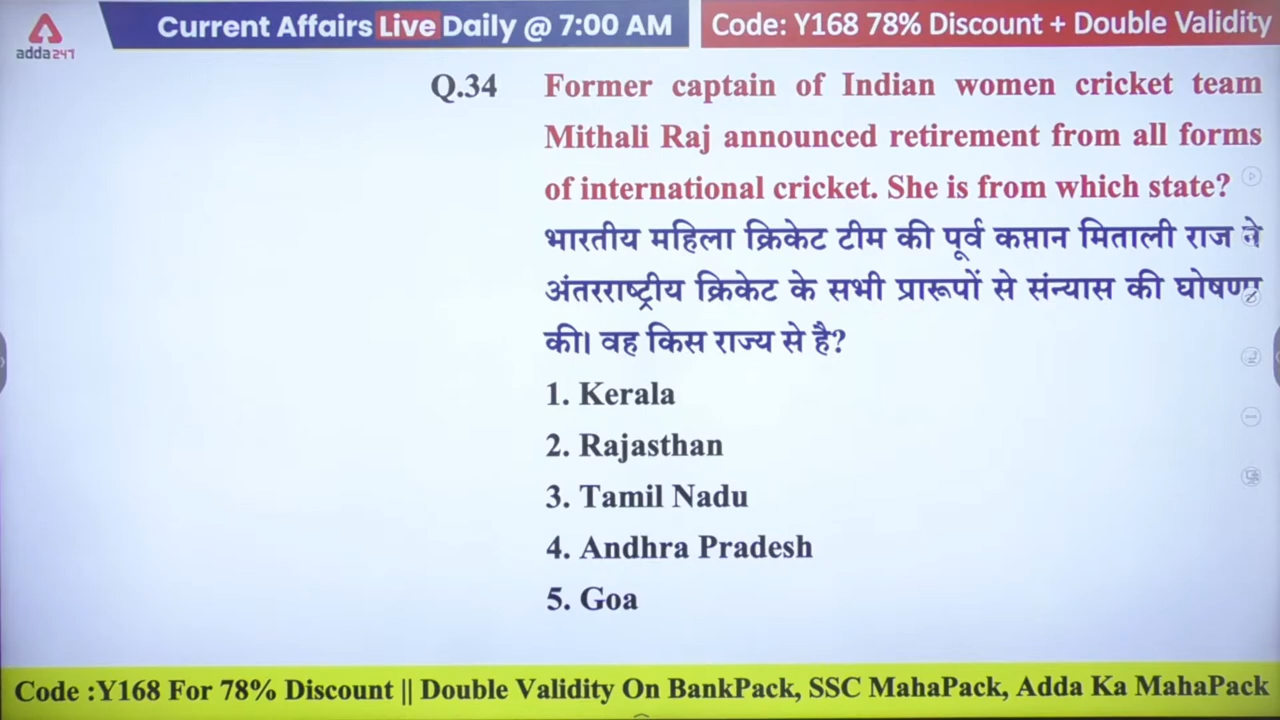 adda247
Current Affairs Live Daily @ 7:00 AM
Code: Y168 78% Discount + Double Validity
Q.34 Former captain of Indian women cricket team
Mithali Raj announced retirement from all forms
of international cricket. She is from which state?
भारतीय महिला क्रिकेट टीम की पूर्व कप्तान मिताली राज ने
अंतरराष्ट्रीय क्रिकेट के सभी प्रारूपों से संन्यास की घोषणा
की। वह किस राज्य से है?
1. Kerala
2. Rajasthan
3. Tamil Nadu
4. Andhra Pradesh
5. Goa
Code :Y168 For 78% Discount || Double Validity On BankPack, SSC MahaPack, Adda Ka MahaPack